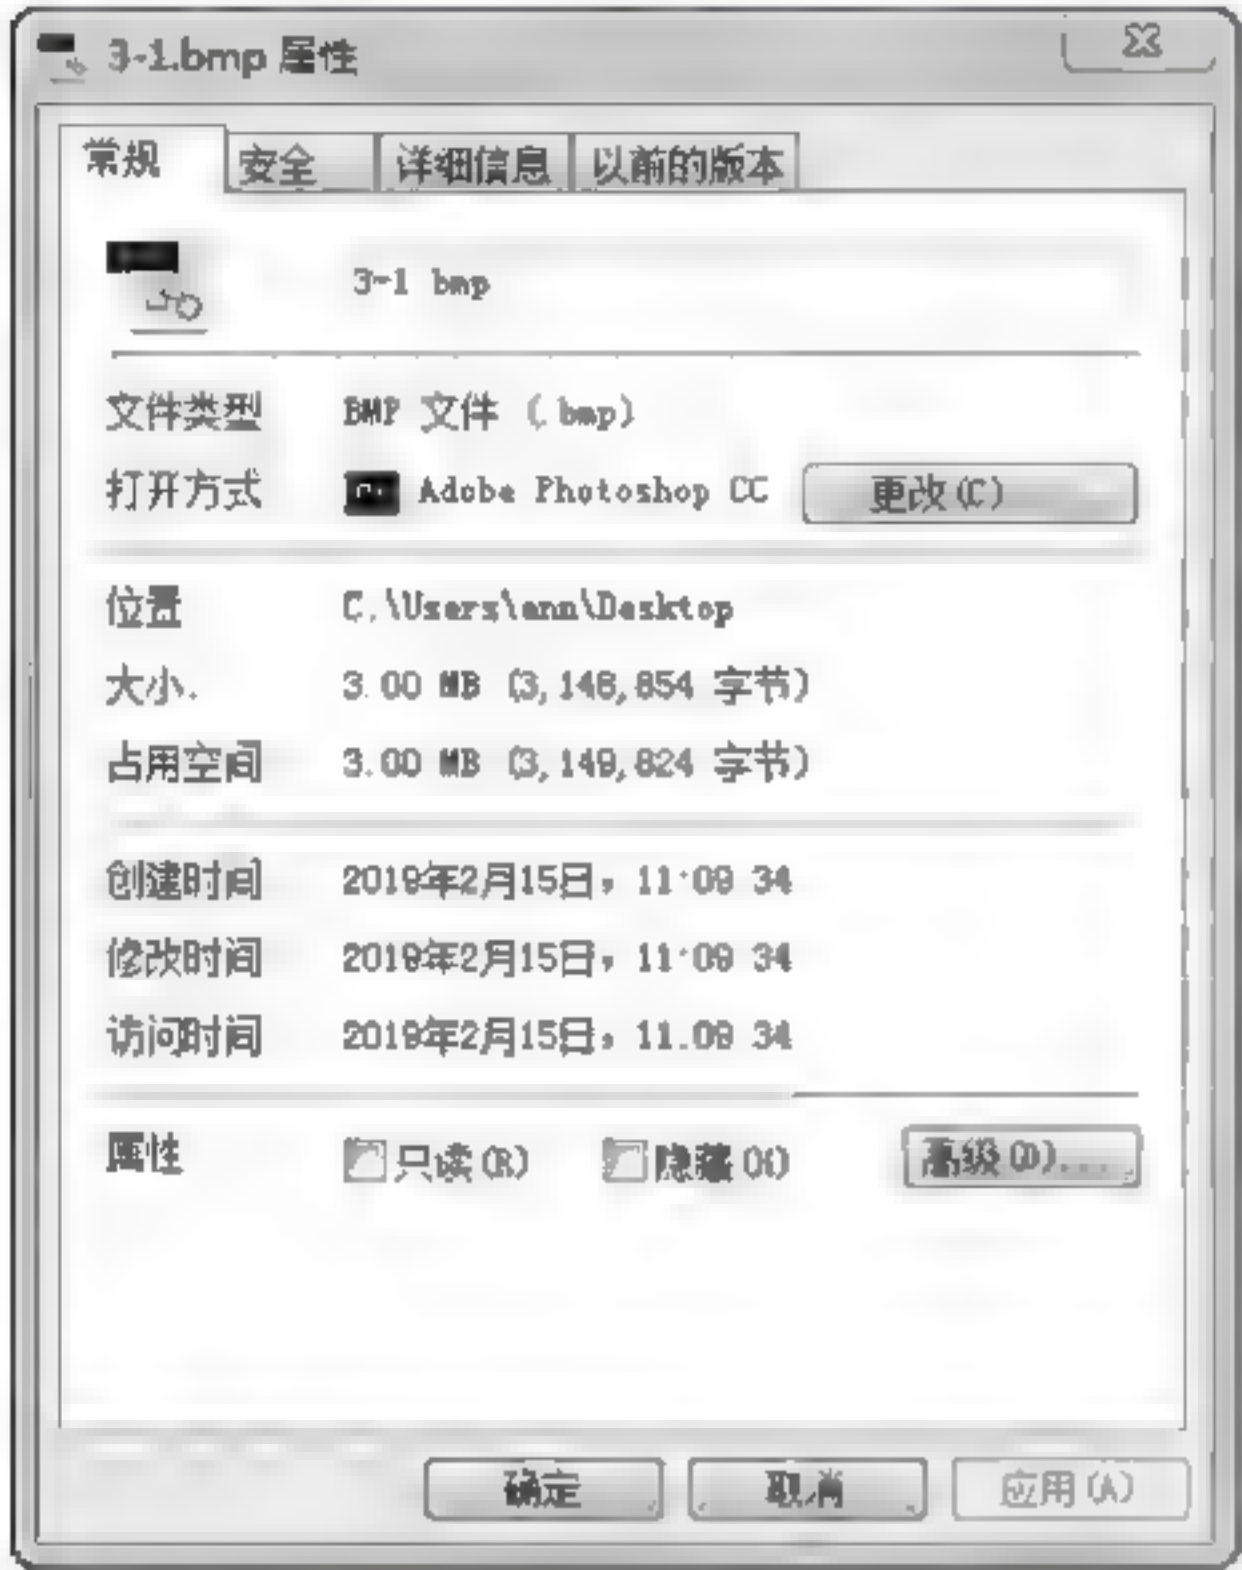 3-1.bmp 属性
常规 安全 详细信息 以前的版本
3-1 bmp
文件类型 BMP 文件 (.bmp)
打开方式 Adobe Photoshop CC 更改(C)
位置 C:\Users\ann\Desktop
大小. 3.00 MB (3,148,854 字节)
占用空间 3.00 MB (3,149,824 字节)
创建时间 2019年2月15日，11:09 34
修改时间 2019年2月15日，11:09 34
访问时间 2019年2月15日，11.09 34
属性 只读(R) 隐藏(H) 高级(D)...
确定 取消 应用(A)